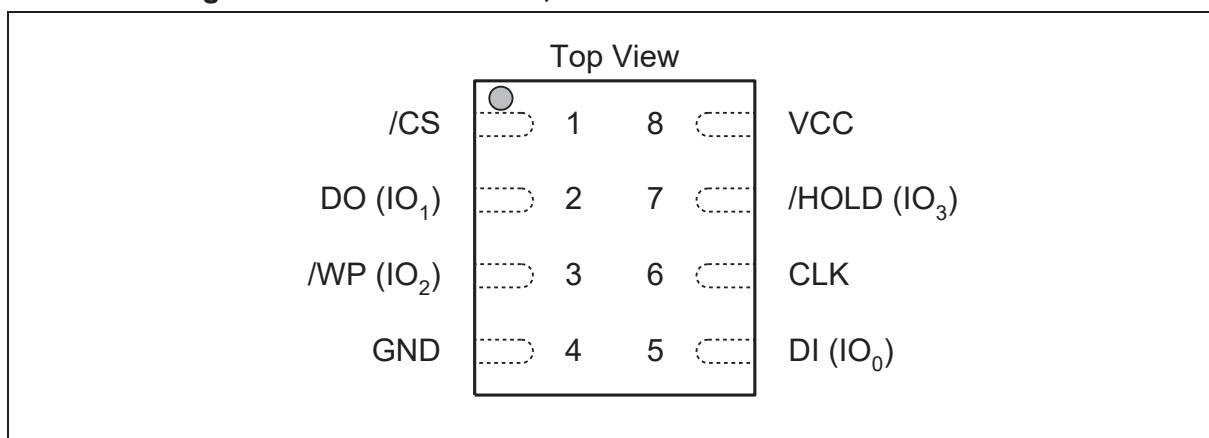 Top View
/CS 1 8 VCC
DO (IO₁) 2 7 /HOLD (IO₃)
/WP (IO₂) 3 6 CLK
GND 4 5 DI (IO₀)